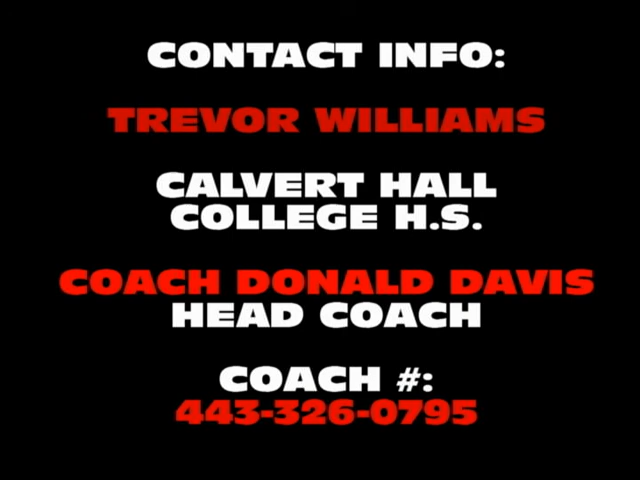 CONTACT INFO:
TREVOR WILLIAMS
CALVERT HALL
COLLEGE H.S.
COACH DONALD DAVIS
HEAD COACH
COACH #:
443-326-0795